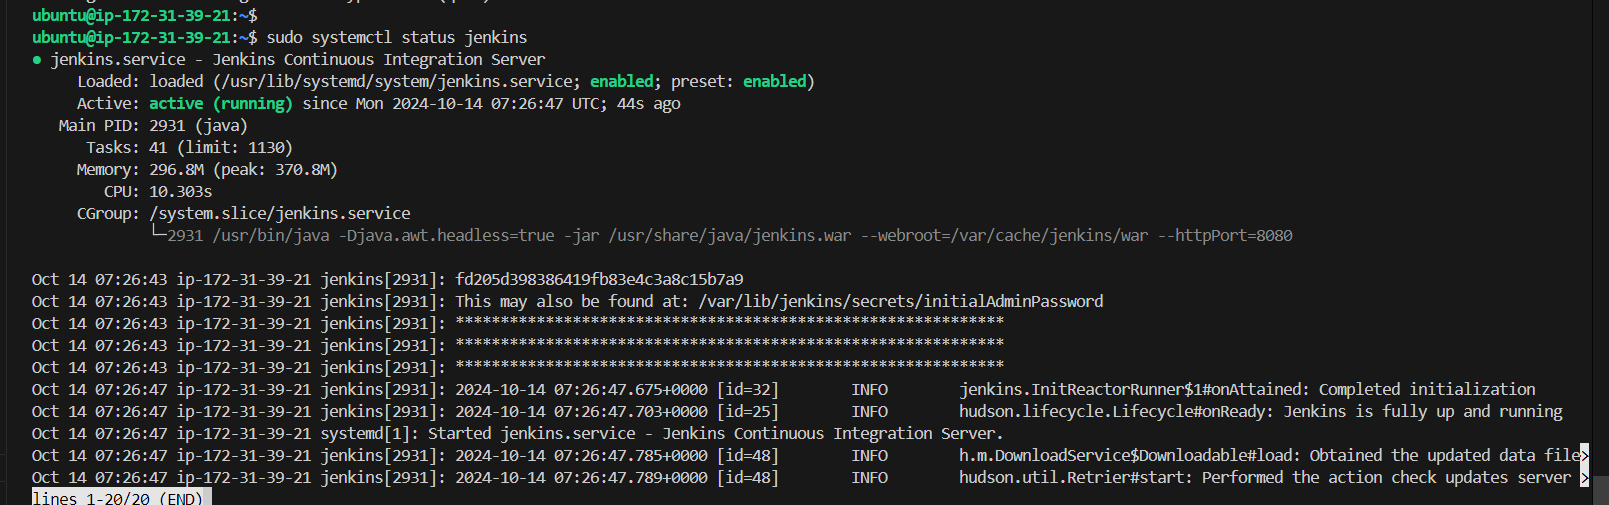 ubuntu@ip-172-31-39-21:~$
ubuntu@ip-172-31-39-21:~$ sudo systemctl status jenkins
● jenkins.service - Jenkins Continuous Integration Server
     Loaded: loaded (/usr/lib/systemd/system/jenkins.service; enabled; preset: enabled)
     Active: active (running) since Mon 2024-10-14 07:26:47 UTC; 44s ago
   Main PID: 2931 (java)
      Tasks: 41 (limit: 1130)
     Memory: 296.8M (peak: 370.8M)
        CPU: 10.303s
     CGroup: /system.slice/jenkins.service
             └─2931 /usr/bin/java -Djava.awt.headless=true -jar /usr/share/java/jenkins.war --webroot=/var/cache/jenkins/war --httpPort=8080
Oct 14 07:26:43 ip-172-31-39-21 jenkins[2931]: fd205d398386419fb83e4c3a8c15b7a9
Oct 14 07:26:43 ip-172-31-39-21 jenkins[2931]: This may also be found at: /var/lib/jenkins/secrets/initialAdminPassword
Oct 14 07:26:43 ip-172-31-39-21 jenkins[2931]: *************************************************************
Oct 14 07:26:43 ip-172-31-39-21 jenkins[2931]: *************************************************************
Oct 14 07:26:43 ip-172-31-39-21 jenkins[2931]: *************************************************************
Oct 14 07:26:47 ip-172-31-39-21 jenkins[2931]: 2024-10-14 07:26:47.675+0000 [id=32]        INFO        jenkins.InitReactorRunner$1#onAttained: Completed initialization
Oct 14 07:26:47 ip-172-31-39-21 jenkins[2931]: 2024-10-14 07:26:47.703+0000 [id=25]        INFO        hudson.lifecycle.Lifecycle#onReady: Jenkins is fully up and running
Oct 14 07:26:47 ip-172-31-39-21 systemd[1]: Started jenkins.service - Jenkins Continuous Integration Server.
Oct 14 07:26:47 ip-172-31-39-21 jenkins[2931]: 2024-10-14 07:26:47.785+0000 [id=48]        INFO        h.m.DownloadService$Downloadable#load: Obtained the updated data file>
Oct 14 07:26:47 ip-172-31-39-21 jenkins[2931]: 2024-10-14 07:26:47.789+0000 [id=48]        INFO        hudson.util.Retrier#start: Performed the action check updates server >
lines 1-20/20 (END)